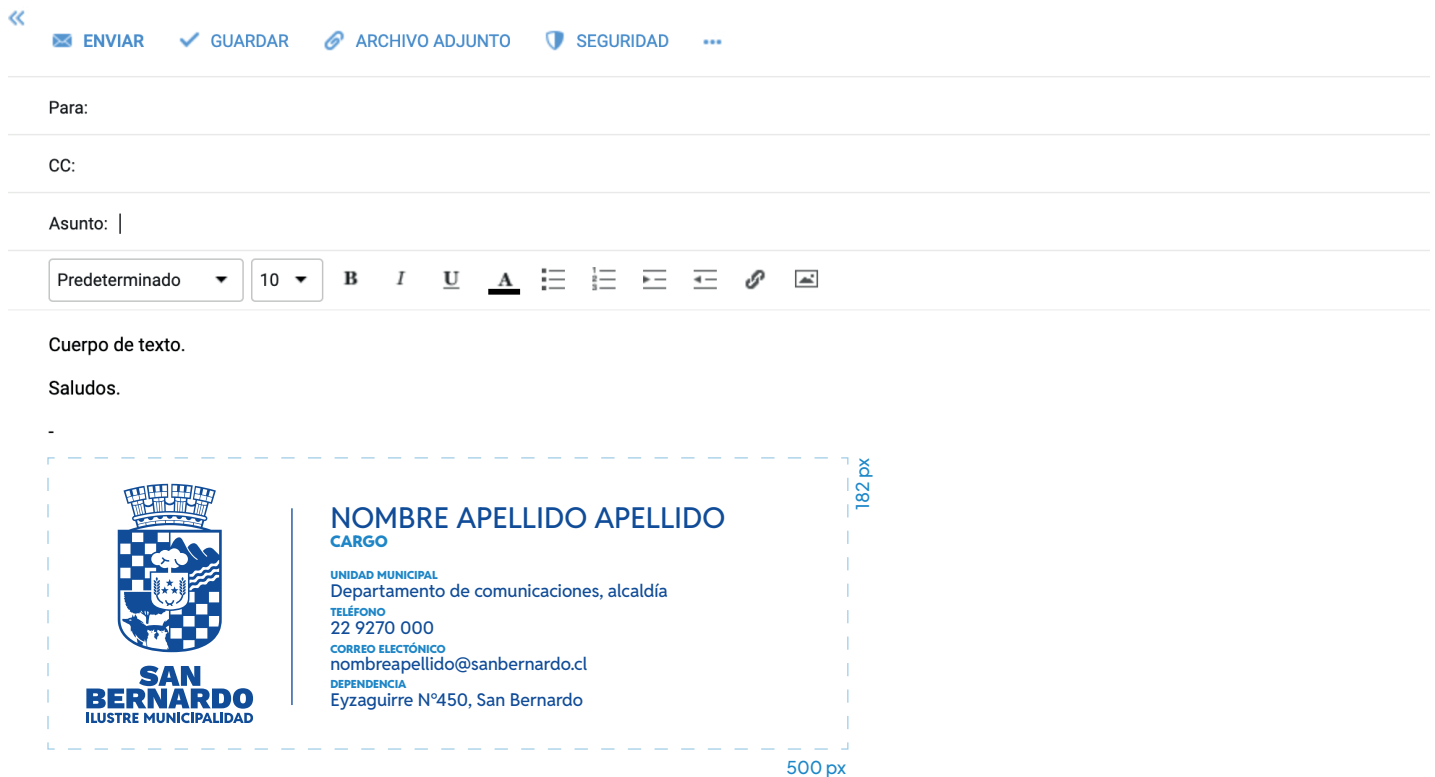 ENVIAR GUARDAR ARCHIVO ADJUNTO SEGURIDAD
Para:
CC:
Asunto:
Predeterminado 10 B I U A
Cuerpo de texto.
Saludos.
-
182 px
SAN
BERNARDO
ILUSTRE MUNICIPALIDAD
NOMBRE APELLIDO APELLIDO
CARGO
UNIDAD MUNICIPAL
Departamento de comunicaciones, alcaldía
TELÉFONO
22 9270 000
CORREO ELECTÓNICO
nombreapellido@sanbernardo.cl
DEPENDENCIA
Eyzaguirre N°450, San Bernardo
500 px